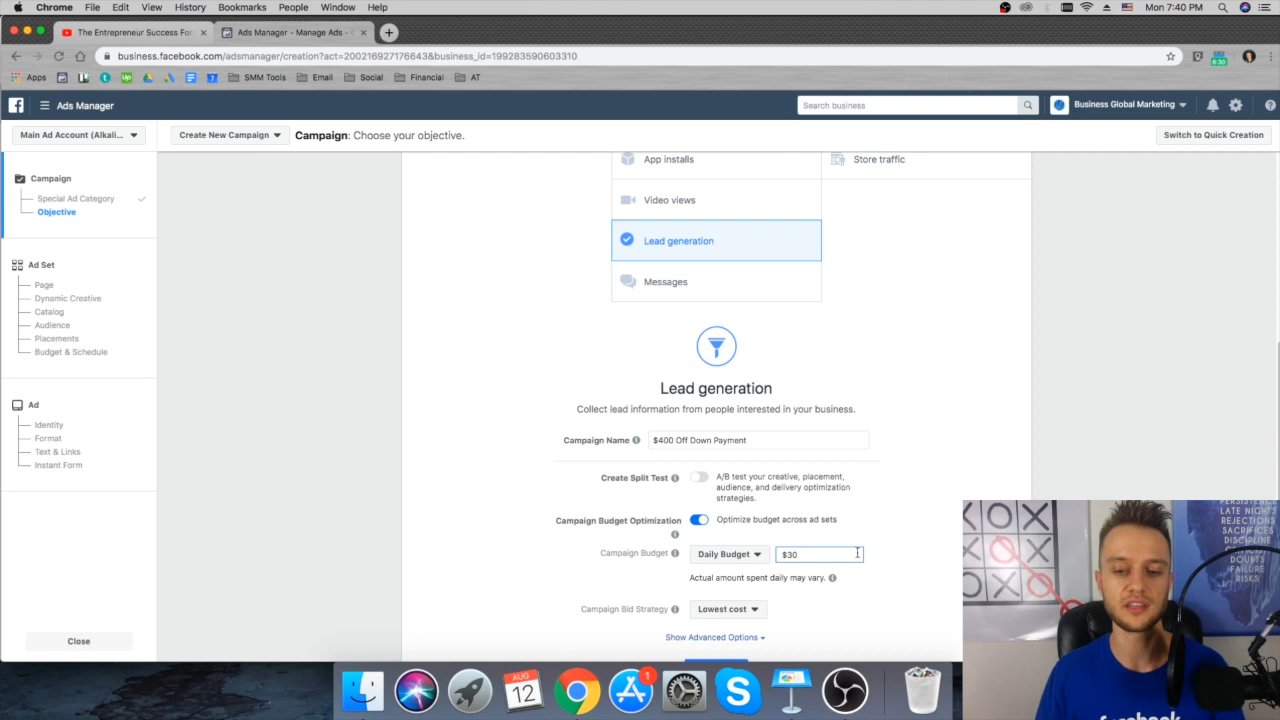 Chrome File Edit View History Bookmarks People Window Help
Mon 7:40 PM
The Entrepreneur Success For
Ads Manager - Manage Ads - C
business.facebook.com/adsmanager/creation?act=200216927176643&business_id=199283590603310
6:30
Apps
Up
7
SMM Tools
Email
Social
Financial
AT
Ads Manager
Search business
Business Global Marketing
Main Ad Account (Alkali...
Create New Campaign
Campaign: Choose your objective.
Switch to Quick Creation
Campaign
Special Ad Category
Objective
Ad Set
Page
Dynamic Creative
Catalog
Audience
Placements
Budget & Schedule
Ad
Identity
Format
Text & Links
Instant Form
Close
App installs
Store traffic
Video views
Lead generation
Messages
Lead generation
Collect lead information from people interested in your business.
Campaign Name
$400 Off Down Payment
Create Split Test
A/B test your creative, placement,
audience, and delivery optimization
strategies.
Campaign Budget Optimization
Optimize budget across ad sets
Campaign Budget
Daily Budget
$30
Actual amount spent daily may vary.
Campaign Bid Strategy
Lowest cost
Show Advanced Options
PERSISTENCE
LATE NIGHTS
REJECTIONS
SACRIFICES
DISCIPLINE
CRITICISM
DOUBTS
FAILURE
RISKS
facebook
AUG
12
1